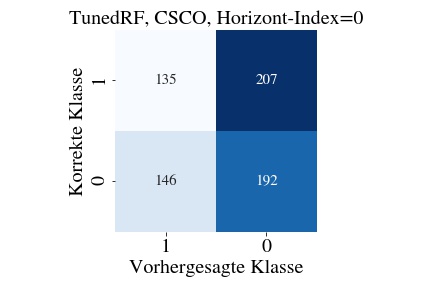 TunedRF, CSCO, Horizont-Index=0
Korrekte Klasse
1
135
207
0
146
192
1
0
Vorhergesagte Klasse